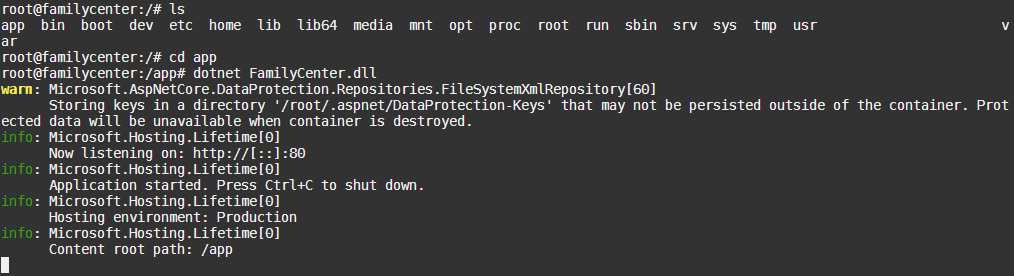 root@familycenter:/# ls
app  bin  boot  dev  etc  home  lib  lib64  media  mnt  opt  proc  root  run  sbin  srv  sys  tmp  usr                       v
ar
root@familycenter:/# cd app
root@familycenter:/app# dotnet FamilyCenter.dll
warn: Microsoft.AspNetCore.DataProtection.Repositories.FileSystemXmlRepository[60]
      Storing keys in a directory '/root/.aspnet/DataProtection-Keys' that may not be persisted outside of the container. Prot
ected data will be unavailable when container is destroyed.
info: Microsoft.Hosting.Lifetime[0]
      Now listening on: http://[::]:80
info: Microsoft.Hosting.Lifetime[0]
      Application started. Press Ctrl+C to shut down.
info: Microsoft.Hosting.Lifetime[0]
      Hosting environment: Production
info: Microsoft.Hosting.Lifetime[0]
      Content root path: /app